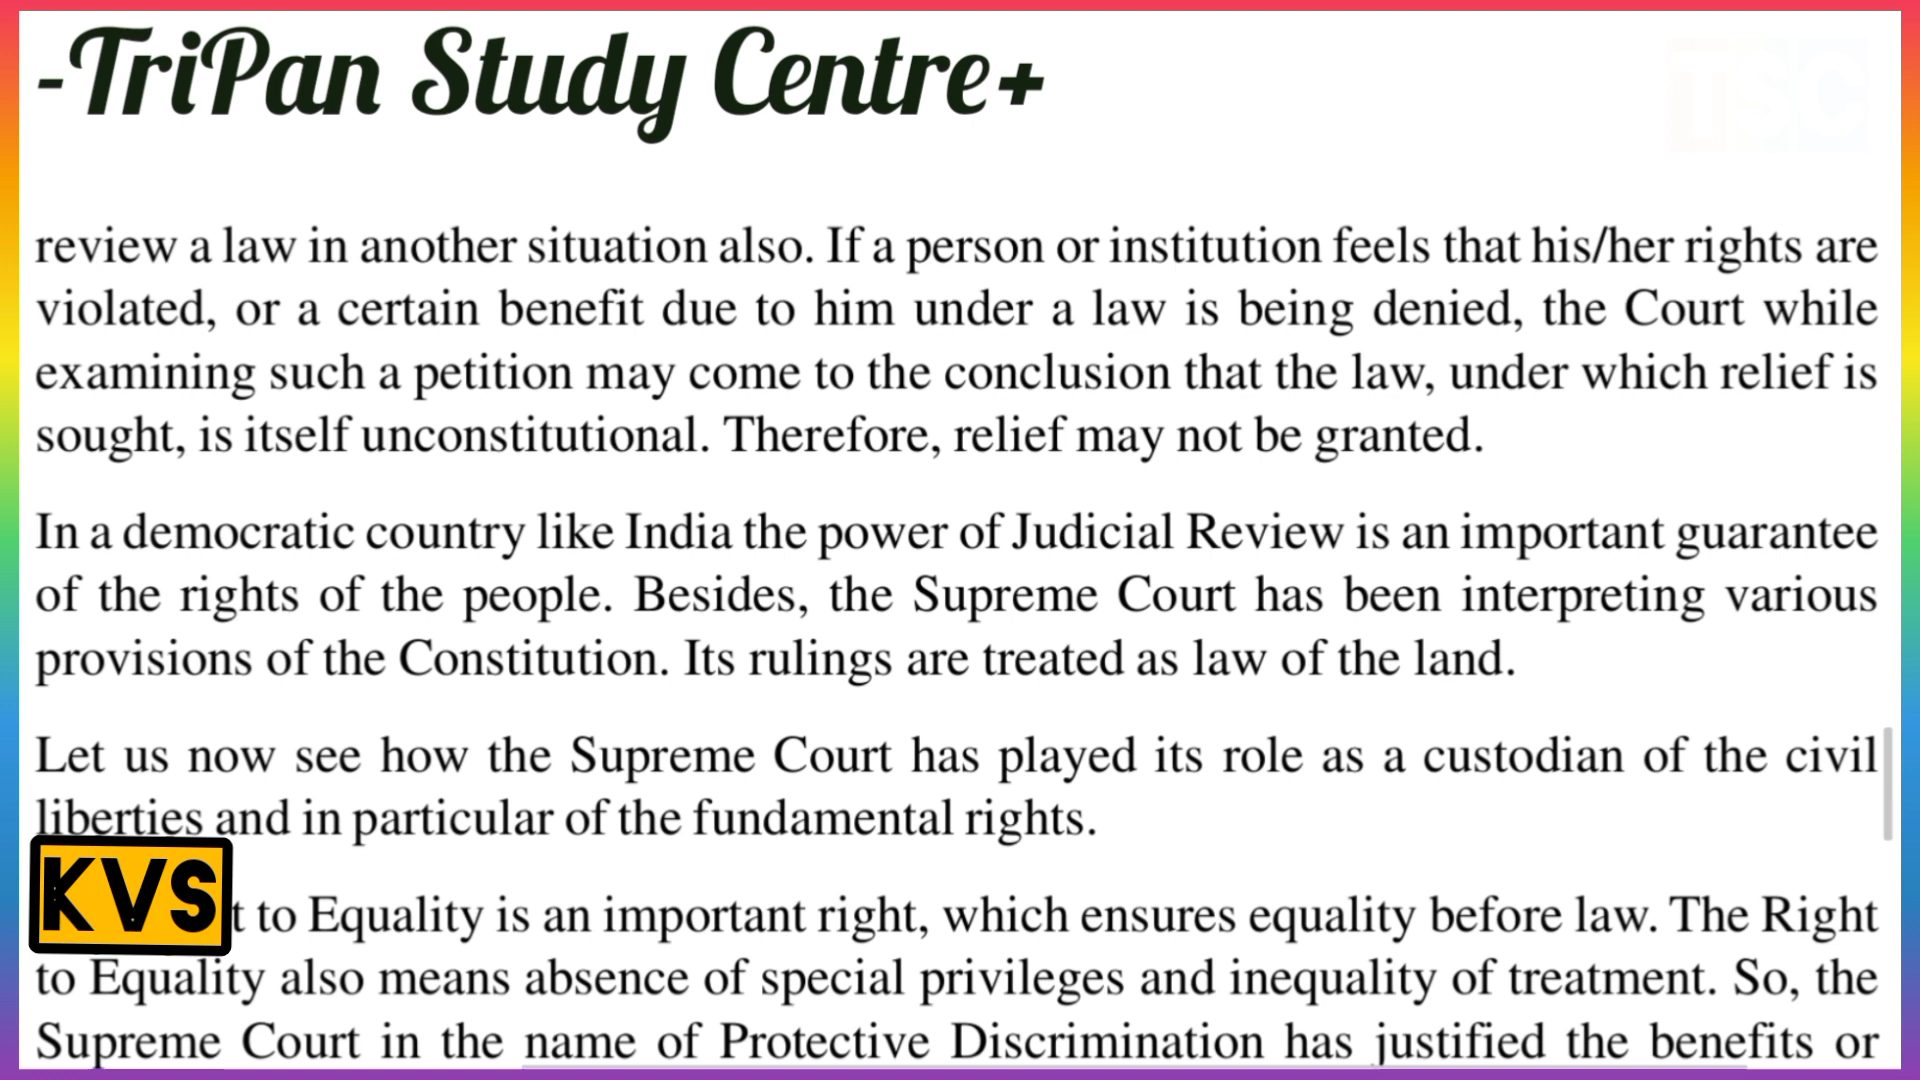 -TriPan Study Centre+
TSC
review a law in another situation also. If a person or institution feels that his/her rights are
violated, or a certain benefit due to him under a law is being denied, the Court while
examining such a petition may come to the conclusion that the law, under which relief is
sought, is itself unconstitutional. Therefore, relief may not be granted.
In a democratic country like India the power of Judicial Review is an important guarantee
of the rights of the people. Besides, the Supreme Court has been interpreting various
provisions of the Constitution. Its rulings are treated as law of the land.
Let us now see how the Supreme Court has played its role as a custodian of the civil
liberties and in particular of the fundamental rights.
KVS
t to Equality is an important right, which ensures equality before law. The Right
to Equality also means absence of special privileges and inequality of treatment. So, the
Supreme Court in the name of Protective Discrimination has justified the benefits or